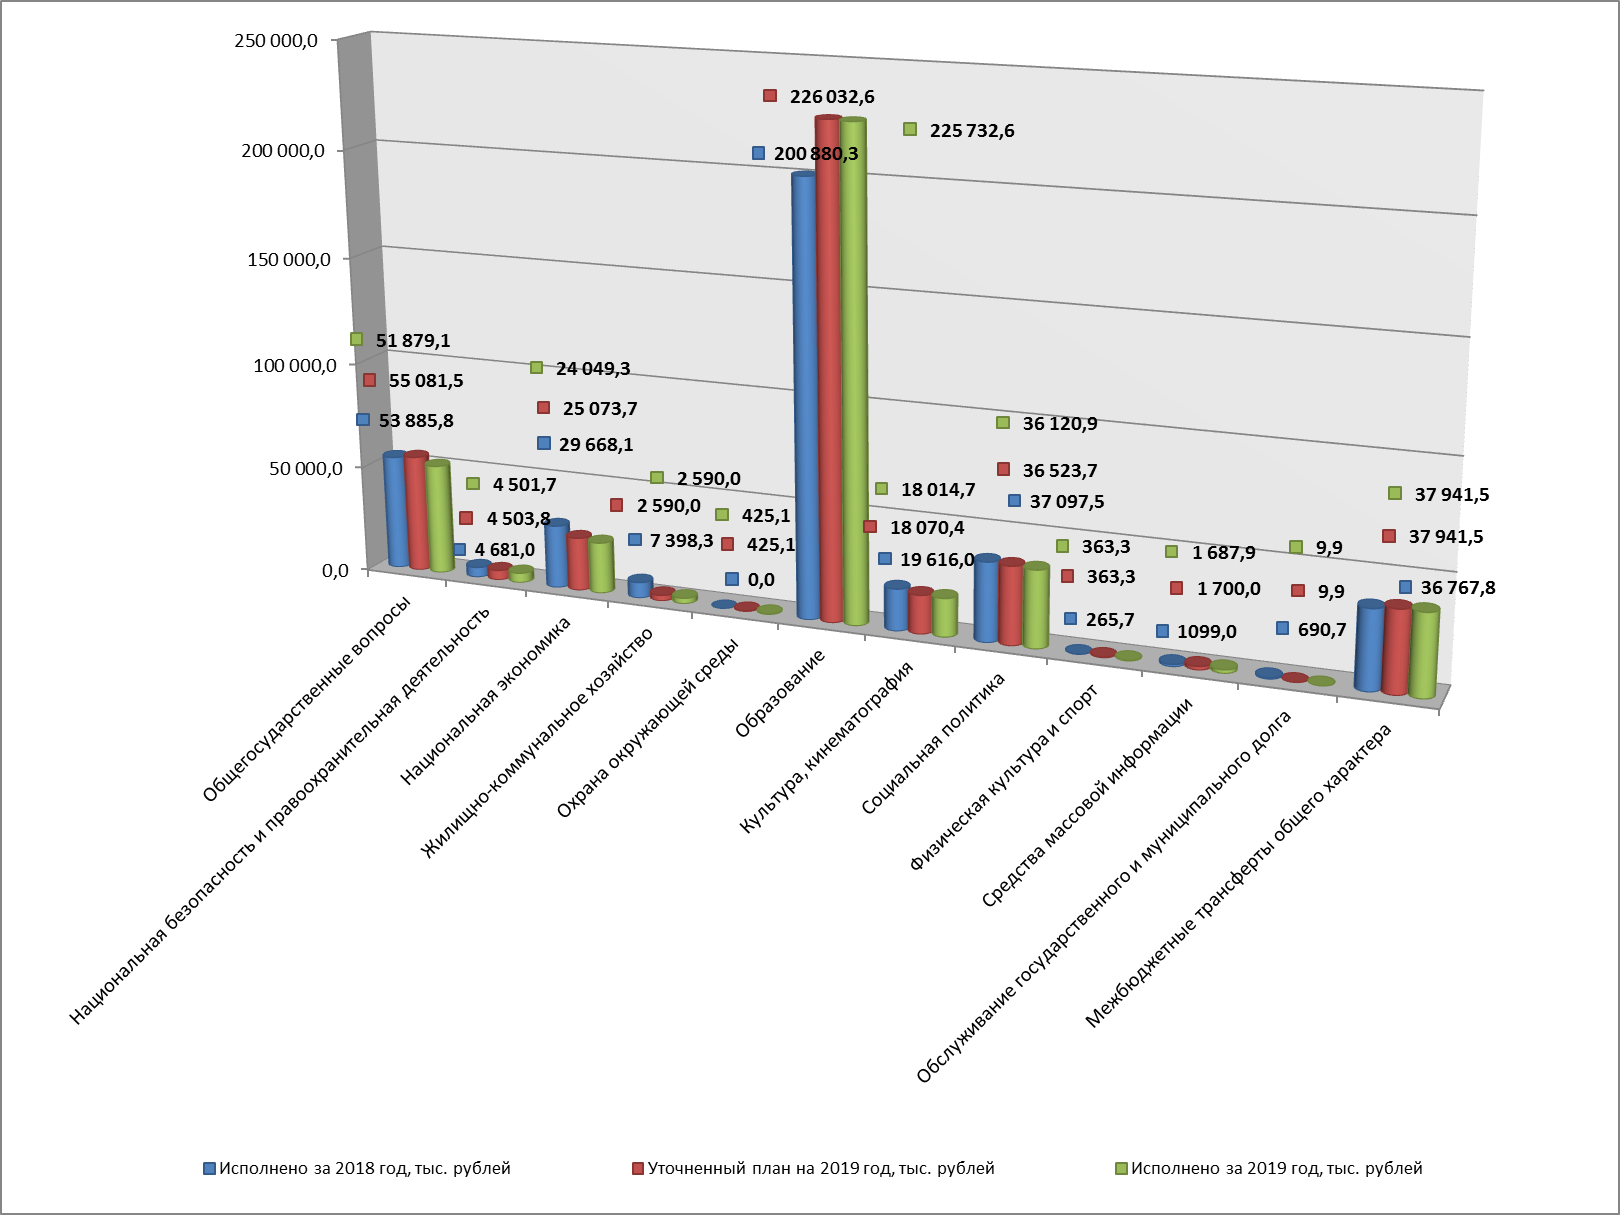 250 000,0
200 000,0
150 000,0
100 000,0
50 000,0
0,0
51 879,1
55 081,5
53 885,8
4 501,7
4 503,8
4 681,0
24 049,3
25 073,7
29 668,1
2 590,0
2 590,0
7 398,3
425,1
425,1
0,0
226 032,6
200 880,3
225 732,6
18 014,7
18 070,4
19 616,0
36 120,9
36 523,7
37 097,5
363,3
363,3
265,7
1 687,9
1 700,0
1099,0
9,9
9,9
690,7
37 941,5
37 941,5
36 767,8
Общегосударственные вопросы
Национальная безопасность и правоохранительная деятельность
Национальная экономика
Жилищно-коммунальное хозяйство
Охрана окружающей среды
Образование
Культура, кинематография
Социальная политика
Физическая культура и спорт
Средства массовой информации
Обслуживание государственного и муниципального долга
Межбюджетные трансферты общего характера
Исполнено за 2018 год, тыс. рублей
Уточненный план на 2019 год, тыс. рублей
Исполнено за 2019 год, тыс. рублей